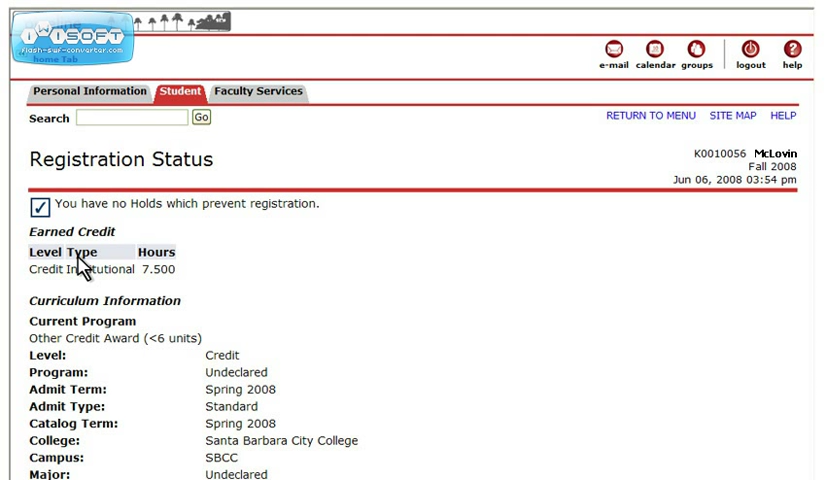 iWiSOFT
flash-swf-converter.com
home Tab
e-mail calendar groups logout help
Personal Information Student Faculty Services
Search Go RETURN TO MENU SITE MAP HELP
Registration Status
K0010056 McLovin
Fall 2008
Jun 06, 2008 03:54 pm
You have no Holds which prevent registration.
Earned Credit
Level Type Hours
Credit Institutional 7.500
Curriculum Information
Current Program
Other Credit Award (<6 units)
Level: Credit
Program: Undeclared
Admit Term: Spring 2008
Admit Type: Standard
Catalog Term: Spring 2008
College: Santa Barbara City College
Campus: SBCC
Major: Undeclared